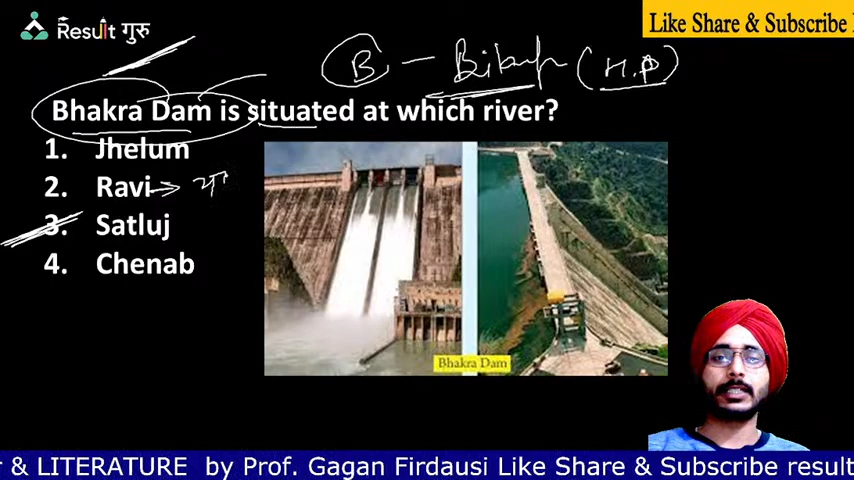 Result गुरु
Like Share & Subscribe
B - Bilaspur (H.P)
Bhakra Dam is situated at which river?
1. Jhelum
2. Ravi
3. Satluj
4. Chenab
Bhakra Dam
r & LITERATURE by Prof. Gagan Firdausi Like Share & Subscribe result